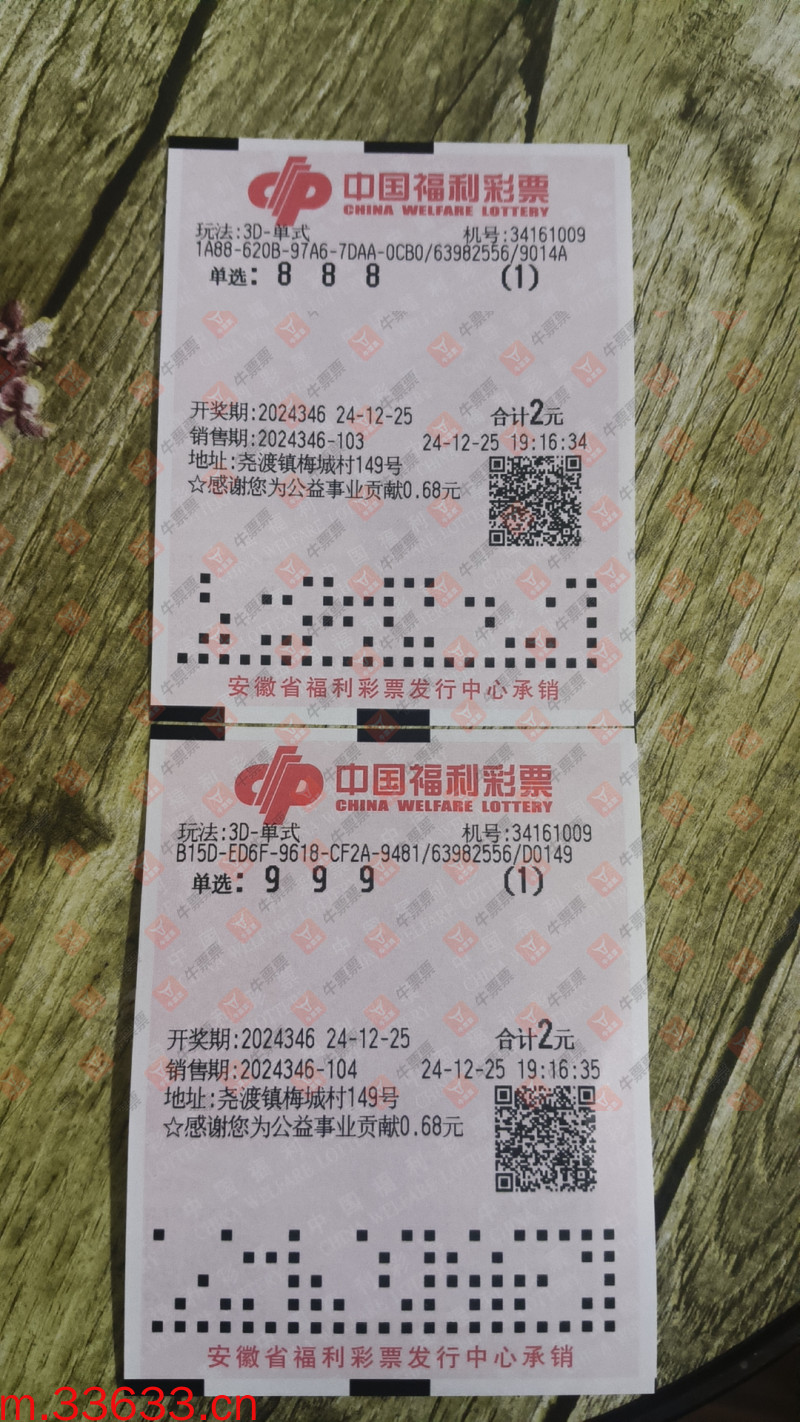 中国福利彩票
CHINA WELFARE LOTTERY
玩法:3D-单式 机号:34161009
1A88-620B-97A6-7DAA-0CB0/63982556/9014A
单选: 8 8 8 (1)
开奖期:2024346 24-12-25 合计2元
销售期:2024346-103 24-12-25 19:16:34
地址:尧渡镇梅城村149号
☆感谢您为公益事业贡献0.68元
安徽省福利彩票发行中心承销
中国福利彩票
CHINA WELFARE LOTTERY
玩法:3D-单式 机号:34161009
B15D-ED6F-9618-CF2A-9481/63982556/D0149
单选: 9 9 9 (1)
开奖期:2024346 24-12-25 合计2元
销售期:2024346-104 24-12-25 19:16:35
地址:尧渡镇梅城村149号
☆感谢您为公益事业贡献0.68元
安徽省福利彩票发行中心承销
牛票票
m.33633.cn